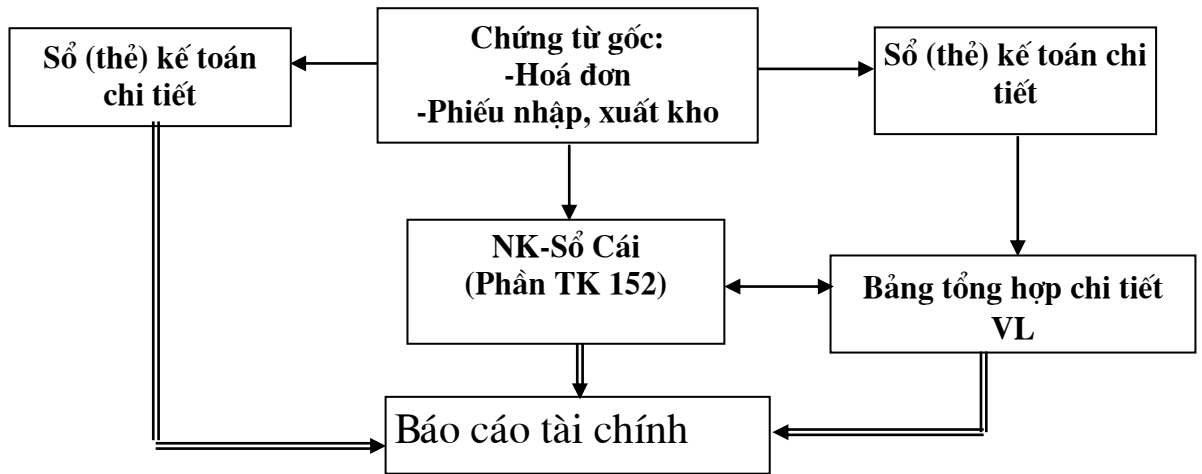 Sổ (thẻ) kế toán
chi tiết
Chứng từ gốc:
-Hoá đơn
-Phiếu nhập, xuất kho
Sổ (thẻ) kế toán chi
tiết
NK-Sổ Cái
(Phần TK 152)
Bảng tổng hợp chi tiết
VL
Báo cáo tài chính